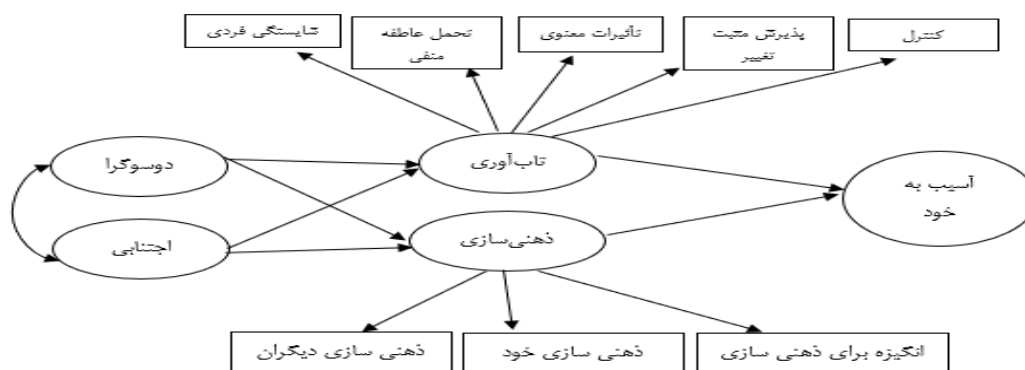 کنترل
پذیرش مثبت
تغییر
تأثیرات معنوی
تحمل عاطفه
منفی
شایستگی فردی
دوسوگرا
تاب‌آوری
آسیب به
خود
اجتنابی
ذهنی‌سازی
انگیزه برای ذهنی سازی
ذهنی سازی خود
ذهنی سازی دیگران